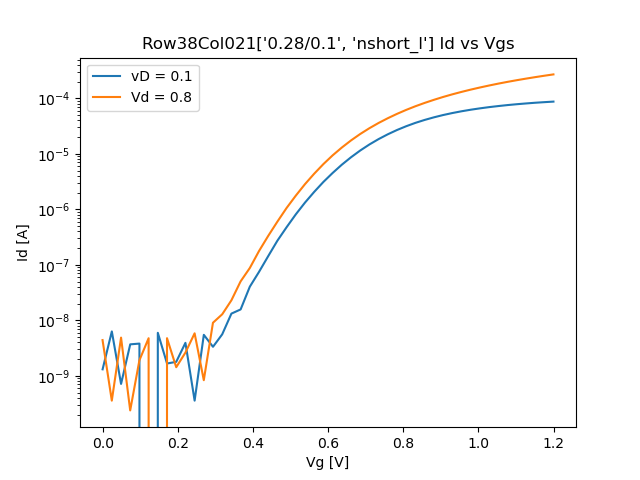 Row38Col021['0.28/0.1', 'nshort_l'] Id vs Vgs
vD = 0.1
Vd = 0.8
Id [A]
10⁻⁴
10⁻⁵
10⁻⁶
10⁻⁷
10⁻⁸
10⁻⁹
0.0 0.2 0.4 0.6 0.8 1.0 1.2
Vg [V]